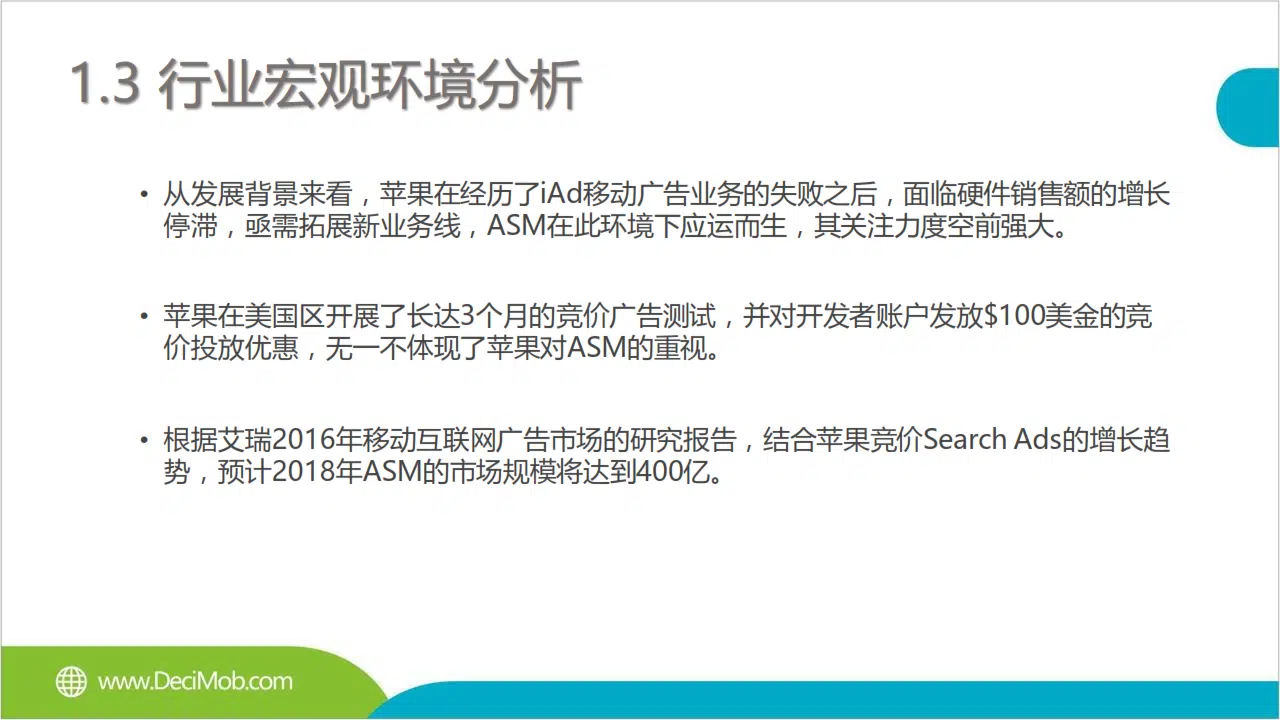 1.3 行业宏观环境分析
• 从发展背景来看，苹果在经历了iAd移动广告业务的失败之后，面临硬件销售额的增长
停滞，亟需拓展新业务线，ASM在此环境下应运而生，其关注力度空前强大。
• 苹果在美国区开展了长达3个月的竞价广告测试，并对开发者账户发放$100美金的竞
价投放优惠，无一不体现了苹果对ASM的重视。
• 根据艾瑞2016年移动互联网广告市场的研究报告，结合苹果竞价Search Ads的增长趋
势，预计2018年ASM的市场规模将达到400亿。
www.DeciMob.com